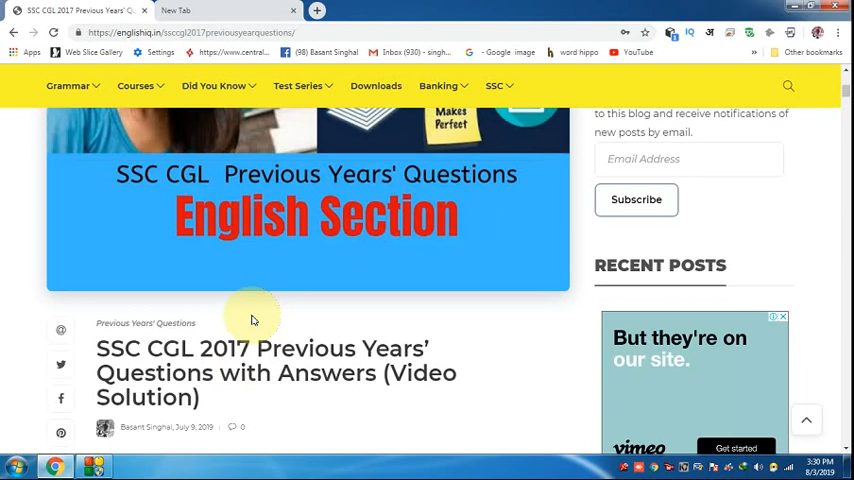 SSC CGL 2017 Previous Years' Q
New Tab
https://englishiq.in/ssccgl2017previousyearquestions/
Apps
Web Slice Gallery
Settings
https://www.central...
(98) Basant Singhal
Inbox (930) - singh...
G - Google image
word hippo
YouTube
»
Other bookmarks
Grammar
Courses
Did You Know
Test Series
Downloads
Banking
SSC
Makes
Perfect
SSC CGL Previous Years' Questions
English Section
to this blog and receive notifications of
new posts by email.
Email Address
Subscribe
RECENT POSTS
But they're on
our site.
vimeo
Get started
Previous Years' Questions
SSC CGL 2017 Previous Years'
Questions with Answers (Video
Solution)
Basant Singhal, July 9, 2019
0
3:30 PM
8/3/2019